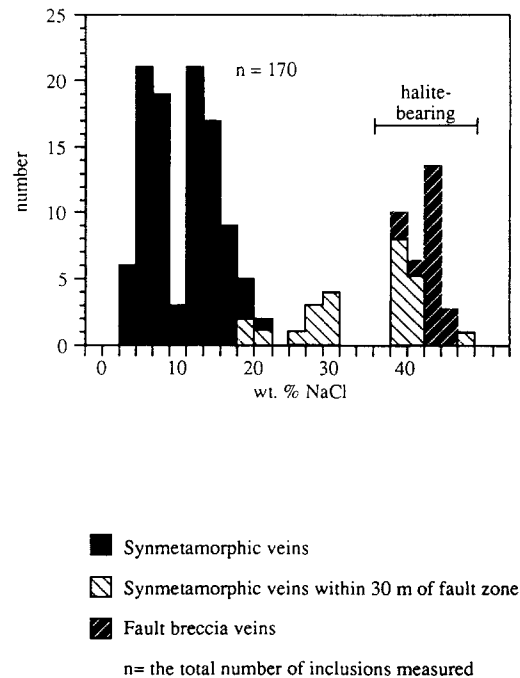 25
20
15
10
5
0
number
n = 170
halite-
bearing
0 10 20 30 40
wt. % NaCl
Synmetamorphic veins
Synmetamorphic veins within 30 m of fault zone
Fault breccia veins
n= the total number of inclusions measured